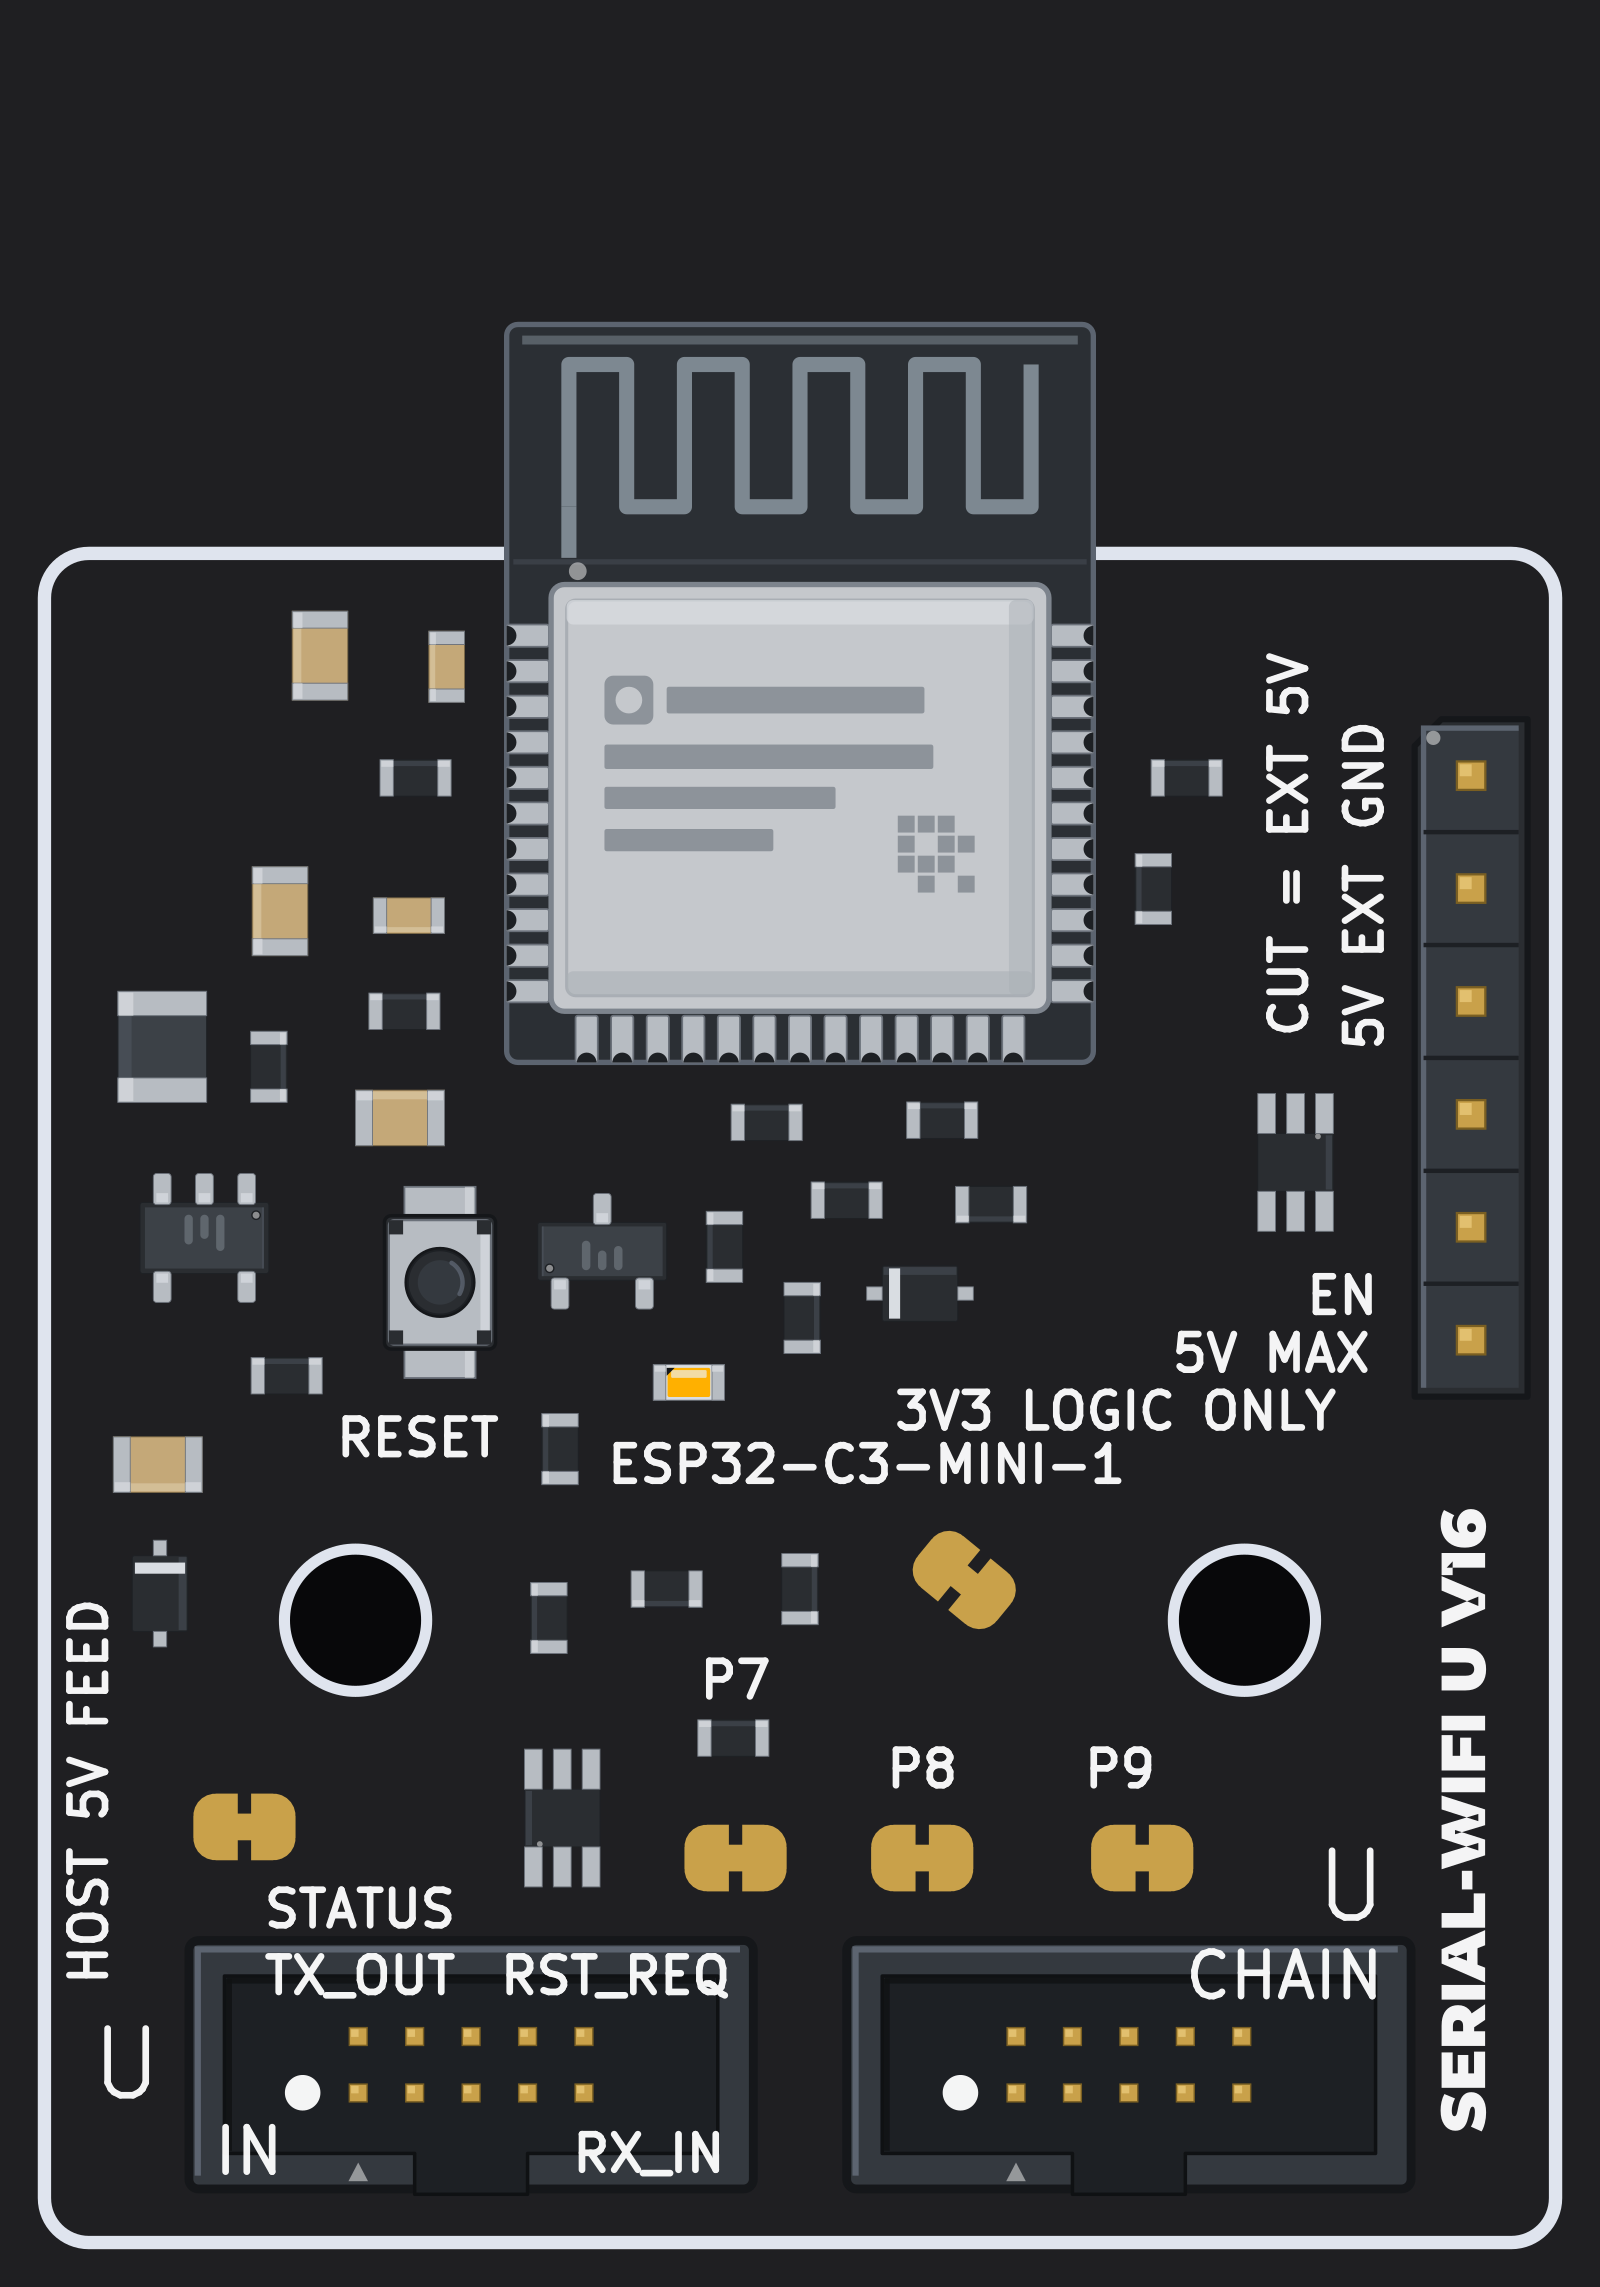 CUT = EXT 5V
5V EXT GND
EN
5V MAX
3V3 LOGIC ONLY
RESET
ESP32-C3-MINI-1
SERIAL-WIFI U V16
HOST 5V FEED
P7
P8
P9
U
STATUS
TX_OUT
RST_REQ
CHAIN
U
IN
RX_IN